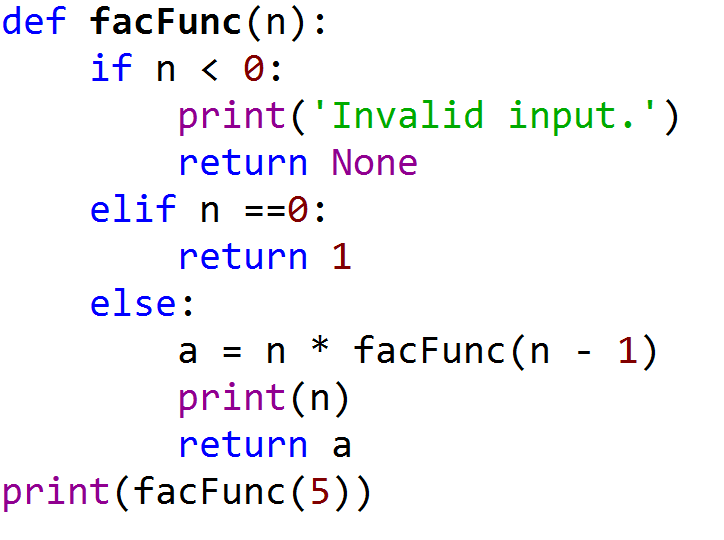 def facFunc(n):
    if n < 0:
        print('Invalid input.')
        return None
    elif n ==0:
        return 1
    else:
        a = n * facFunc(n - 1)
        print(n)
        return a
print(facFunc(5))